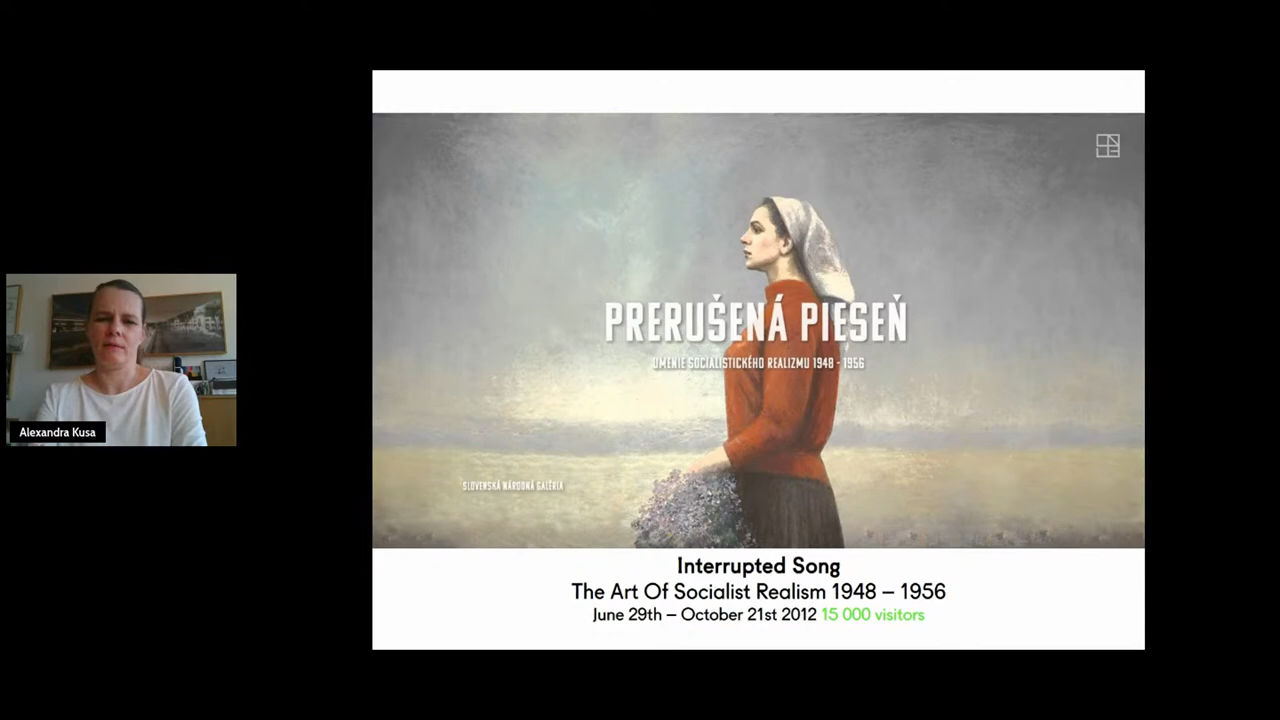 PRERUŠENÁ PIESEŇ
UMENIE SOCIALISTICKÉHO REALIZMU 1948 - 1956
SLOVENSKÁ NÁRODNÁ GALÉRIA
Alexandra Kusa
Interrupted Song
The Art Of Socialist Realism 1948 – 1956
June 29th – October 21st 2012 15 000 visitors